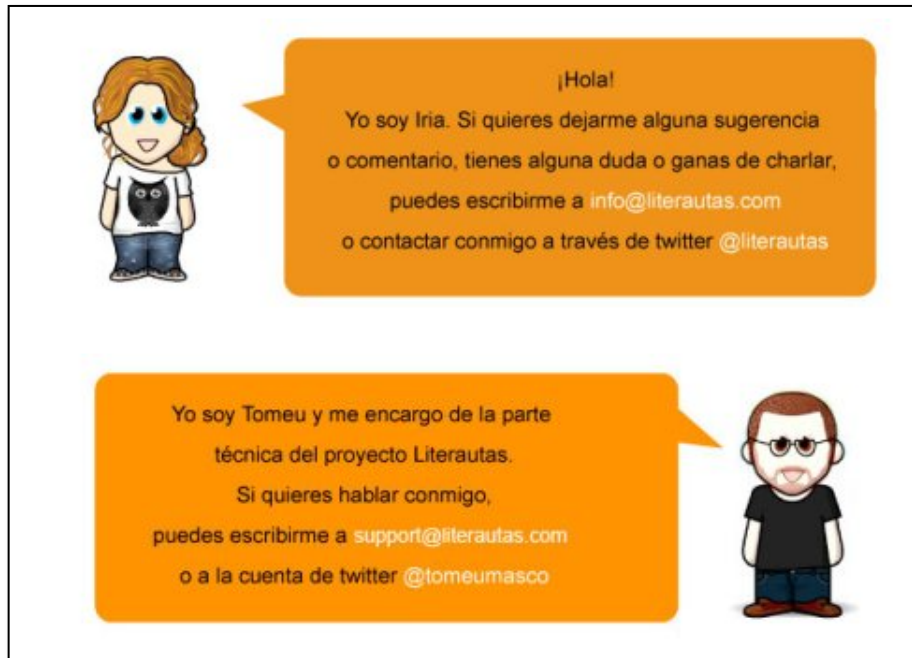 ¡Hola!
Yo soy Iria. Si quieres dejarme alguna sugerencia
o comentario, tienes alguna duda o ganas de charlar,
puedes escribirme a info@literautas.com
o contactar conmigo a través de twitter @literautas
Yo soy Tomeu y me encargo de la parte
técnica del proyecto Literautas.
Si quieres hablar conmigo,
puedes escribirme a support@literautas.com
o a la cuenta de twitter @tomeumasco